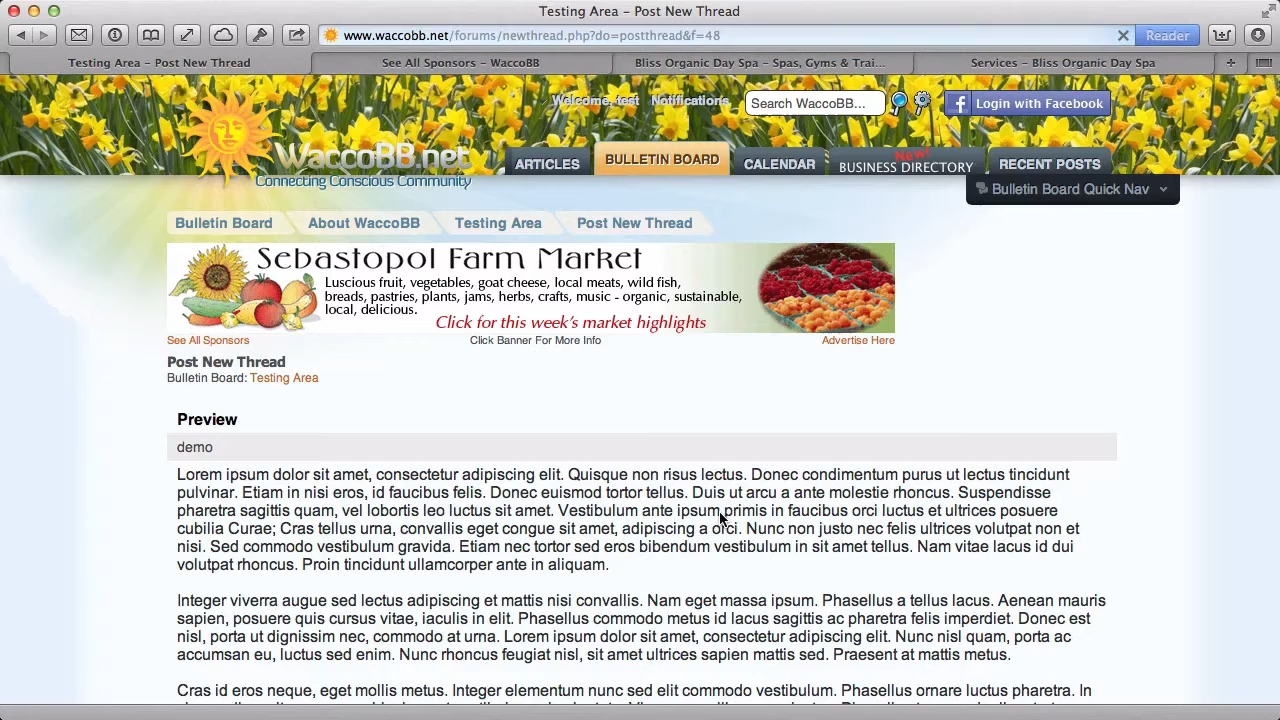 Testing Area – Post New Thread
www.waccobb.net/forums/newthread.php?do=postthread&f=48
Reader
Testing Area – Post New Thread
See All Sponsors – WaccoBB
Bliss Organic Day Spa – Spas, Gyms & Trai...
Services – Bliss Organic Day Spa
Welcome, test
Notifications
Search WaccoBB...
Login with Facebook
WaccoBB.net
Connecting Conscious Community
ARTICLES
BULLETIN BOARD
CALENDAR
New!
BUSINESS DIRECTORY
RECENT POSTS
Bulletin Board Quick Nav
Bulletin Board
About WaccoBB
Testing Area
Post New Thread
Sebastopol Farm Market
Luscious fruit, vegetables, goat cheese, local meats, wild fish,
breads, pastries, plants, jams, herbs, crafts, music - organic, sustainable,
local, delicious.
Click for this week's market highlights
See All Sponsors
Click Banner For More Info
Advertise Here
Post New Thread
Bulletin Board: Testing Area
Preview
demo
Lorem ipsum dolor sit amet, consectetur adipiscing elit. Quisque non risus lectus. Donec condimentum purus ut lectus tincidunt
pulvinar. Etiam in nisi eros, id faucibus felis. Donec euismod tortor tellus. Duis ut arcu a ante molestie rhoncus. Suspendisse
pharetra sagittis quam, vel lobortis leo luctus sit amet. Vestibulum ante ipsum primis in faucibus orci luctus et ultrices posuere
cubilia Curae; Cras tellus urna, convallis eget congue sit amet, adipiscing a orci. Nunc non justo nec felis ultrices volutpat non et
nisi. Sed commodo vestibulum gravida. Etiam nec tortor sed eros bibendum vestibulum in sit amet tellus. Nam vitae lacus id dui
volutpat rhoncus. Proin tincidunt ullamcorper ante in aliquam.
Integer viverra augue sed lectus adipiscing et mattis nisi convallis. Nam eget massa ipsum. Phasellus a tellus lacus. Aenean mauris
sapien, posuere quis cursus vitae, iaculis in elit. Phasellus commodo metus id lacus sagittis ac pharetra felis imperdiet. Donec est
nisl, porta ut dignissim nec, commodo at urna. Lorem ipsum dolor sit amet, consectetur adipiscing elit. Nunc nisl quam, porta ac
accumsan eu, luctus sed enim. Nunc rhoncus feugiat nisl, sit amet ultrices sapien mattis sed. Praesent at mattis metus.
Cras id eros neque, eget mollis metus. Integer elementum nunc sed elit commodo vestibulum. Phasellus ornare luctus pharetra. In